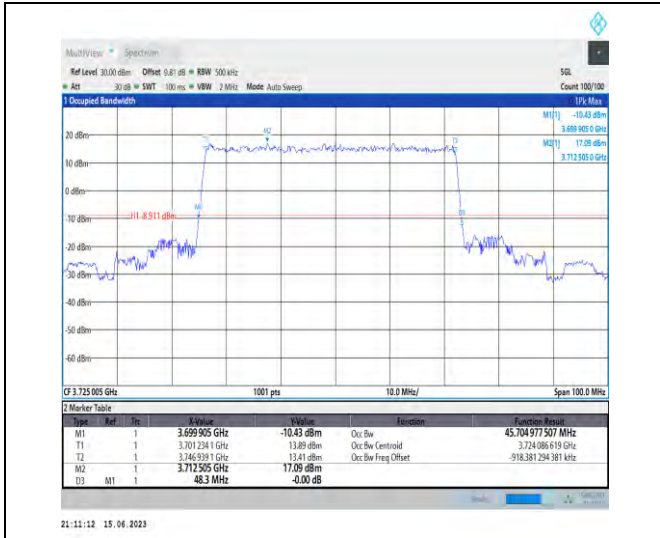 MultiView Spectrum
Ref Level 30.00 dBm Offset 0.81 dB RBW 500 kHz SGL
Att 30 dB SWT 100 ms VBW 2 MHz Mode Auto Sweep Count 100/100
1 Occupied Bandwidth 1Pk Max
M1[1] -10.43 dBm
3.699 905 0 GHz
M2[1] 17.09 dBm
3.712 505 0 GHz
20 dBm
10 dBm
0 dBm
-10 dBm
H1 -8.911 dBm
-20 dBm
-30 dBm
-40 dBm
-50 dBm
-60 dBm
M2
M1
CF 3.725 005 GHz 1001 pts 10.0 MHz/ Span 100.0 MHz
2 Marker Table
Type Ref Trc X-Value Y-Value Function Function Result
M1 1 3.699 905 GHz -10.43 dBm Occ Bw 45.704 977 507 MHz
T1 1 3.701 234 1 GHz 13.89 dBm Occ Bw Centroid 3.724 086 619 GHz
T2 1 3.746 939 1 GHz 13.41 dBm Occ Bw Freq Offset -918.381 294 381 kHz
M2 1 3.712 505 GHz 17.09 dBm
D3 M1 1 48.3 MHz -0.00 dB
21:11:12 15.06.2023